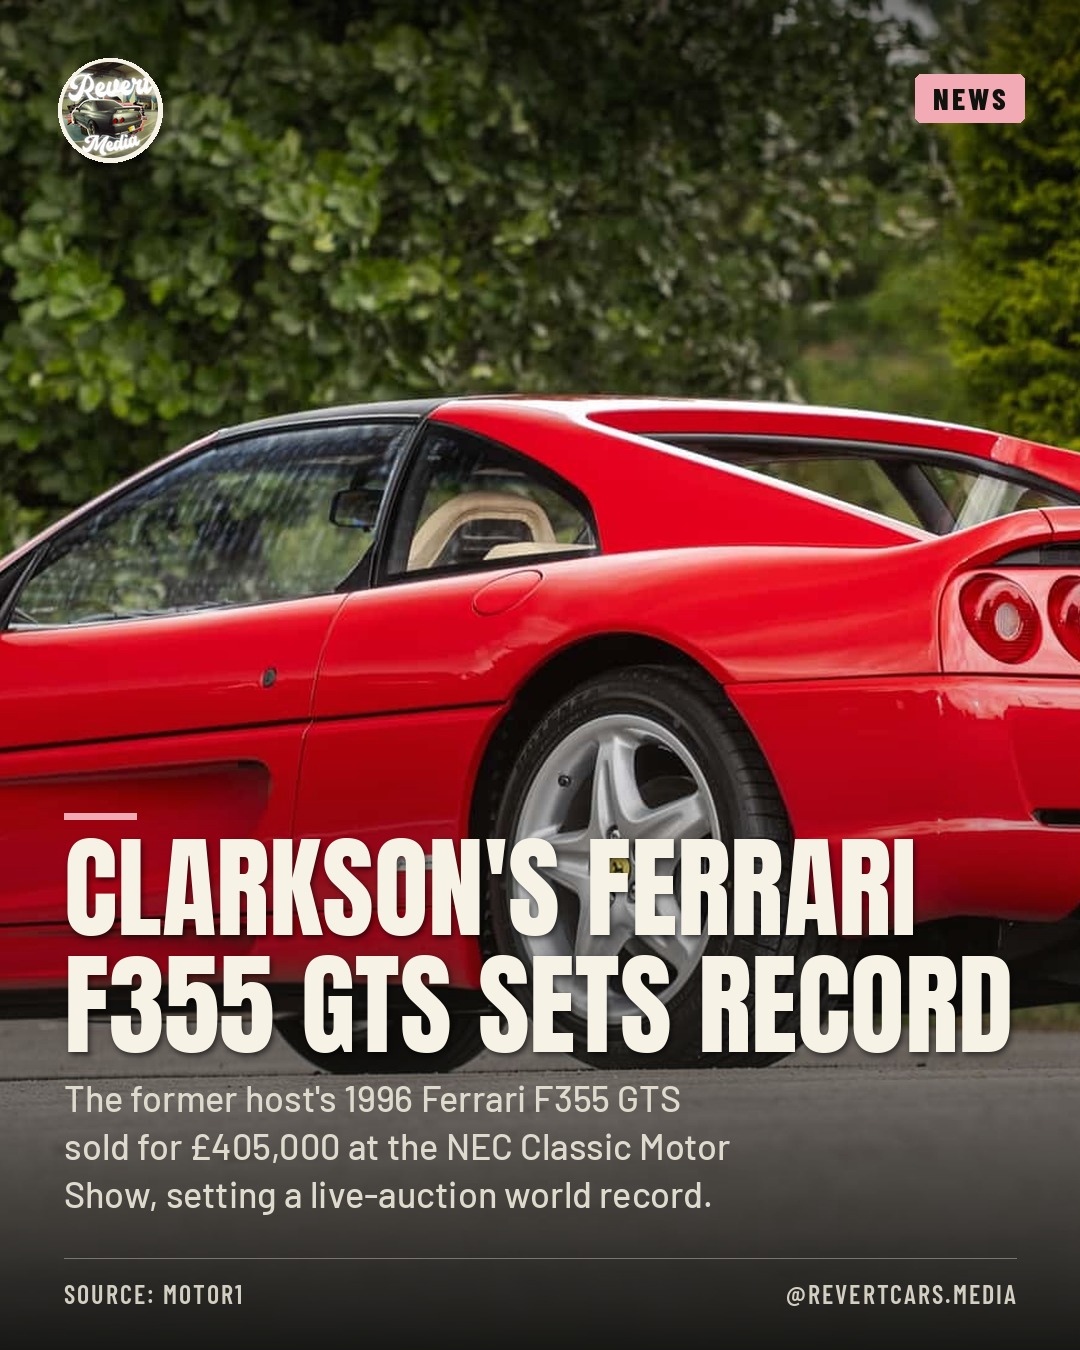 Revert
Media
NEWS
CLARKSON'S FERRARI
F355 GTS SETS RECORD
The former host's 1996 Ferrari F355 GTS
sold for £405,000 at the NEC Classic Motor
Show, setting a live-auction world record.
SOURCE: MOTOR1
@REVERTCARS.MEDIA